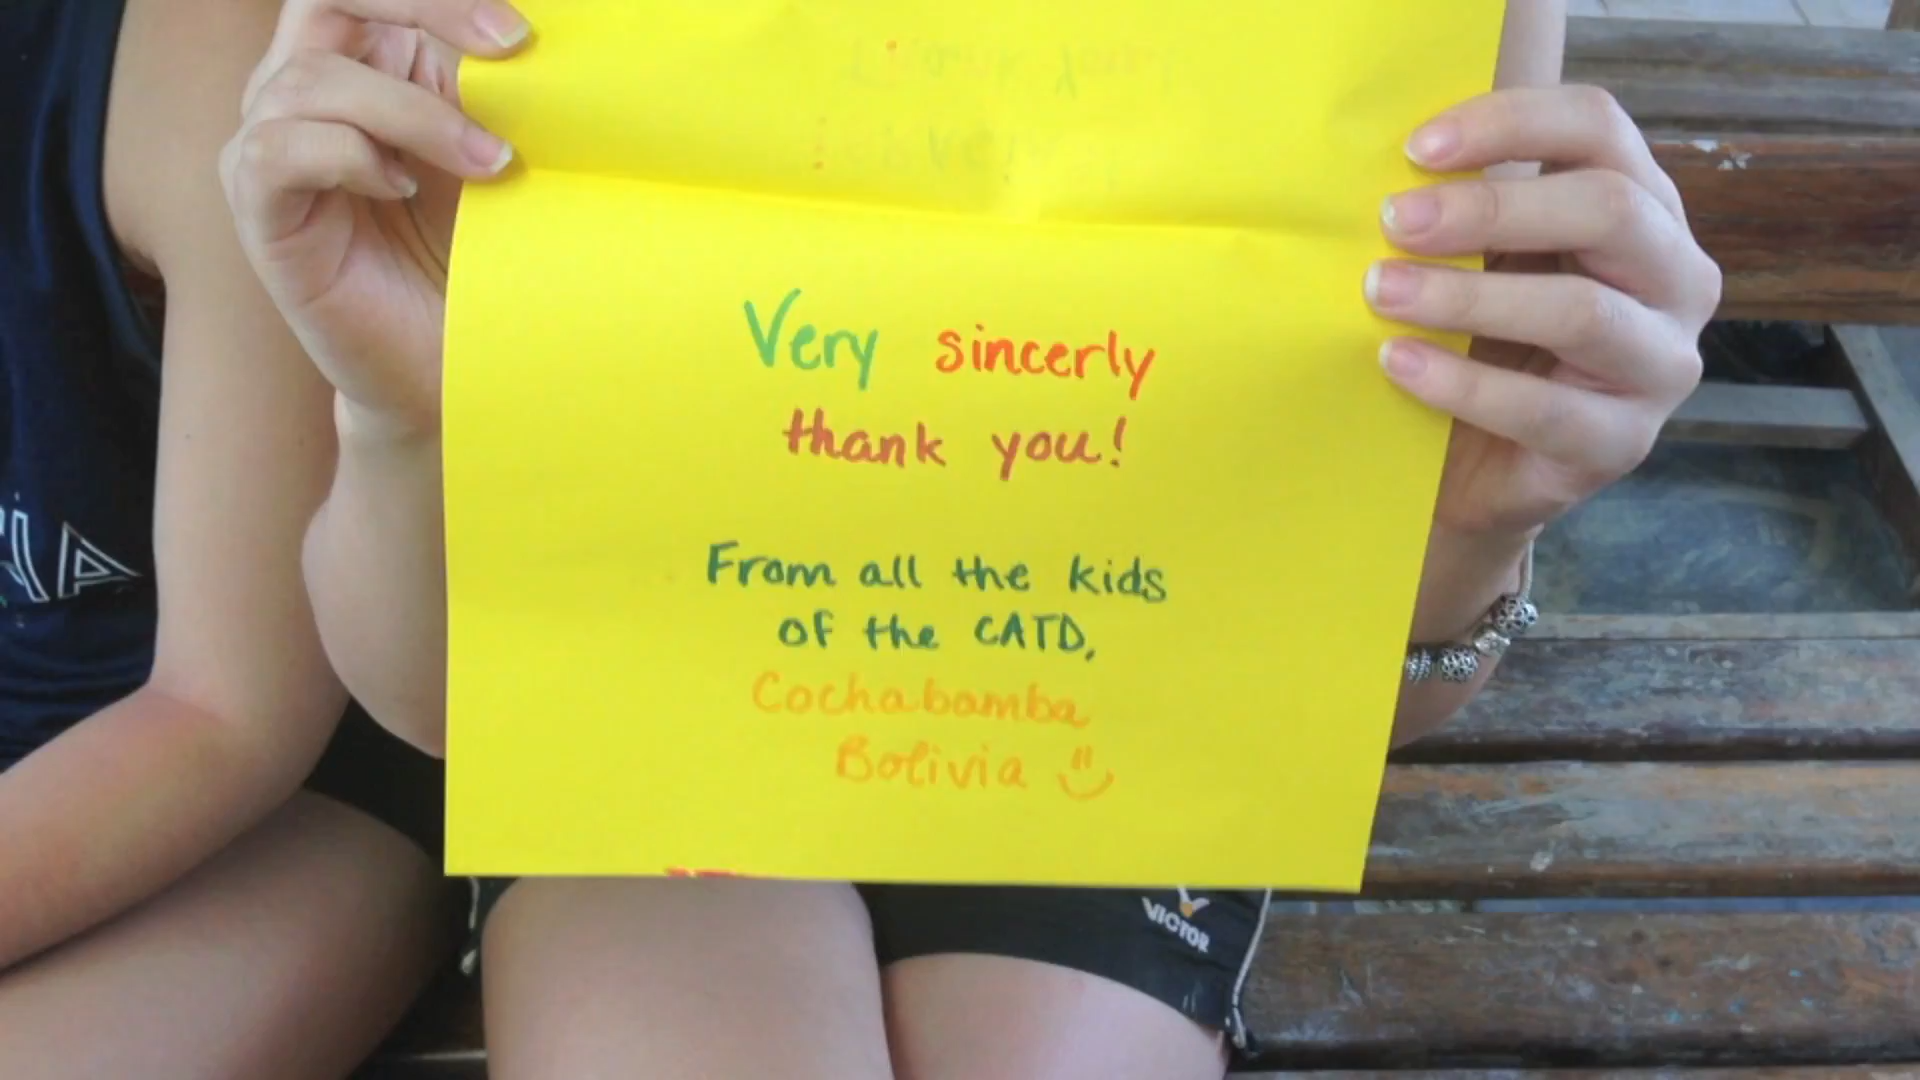 Very sincerly
thank you!
From all the kids
of the CATD,
Cochabamba
Bolivia
VICTOR